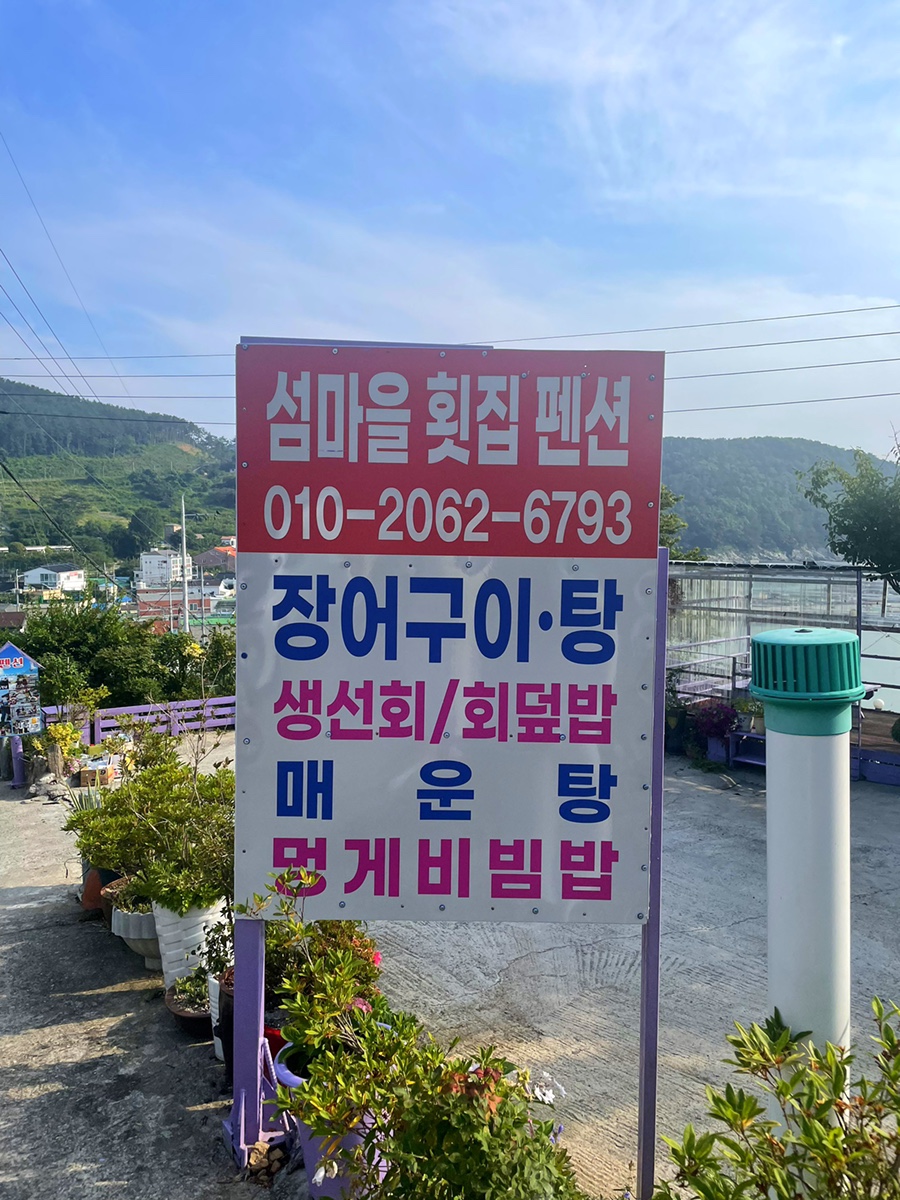 섬마을 횟집 펜션
010-2062-6793
장어구이·탕
생선회/회덮밥
매 운 탕
멍게비빔밥